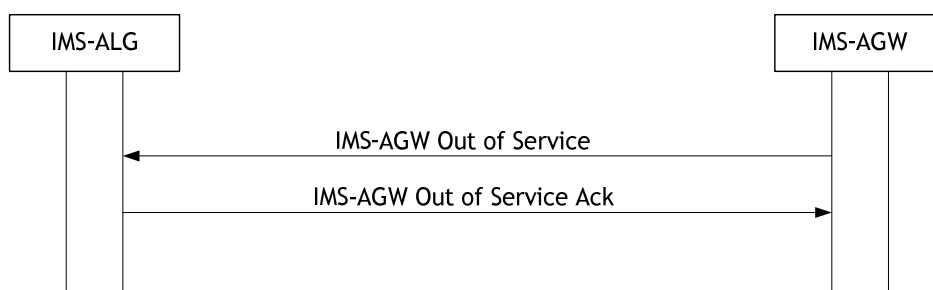 IMS-ALG
IMS-AGW
IMS-AGW Out of Service
IMS-AGW Out of Service Ack